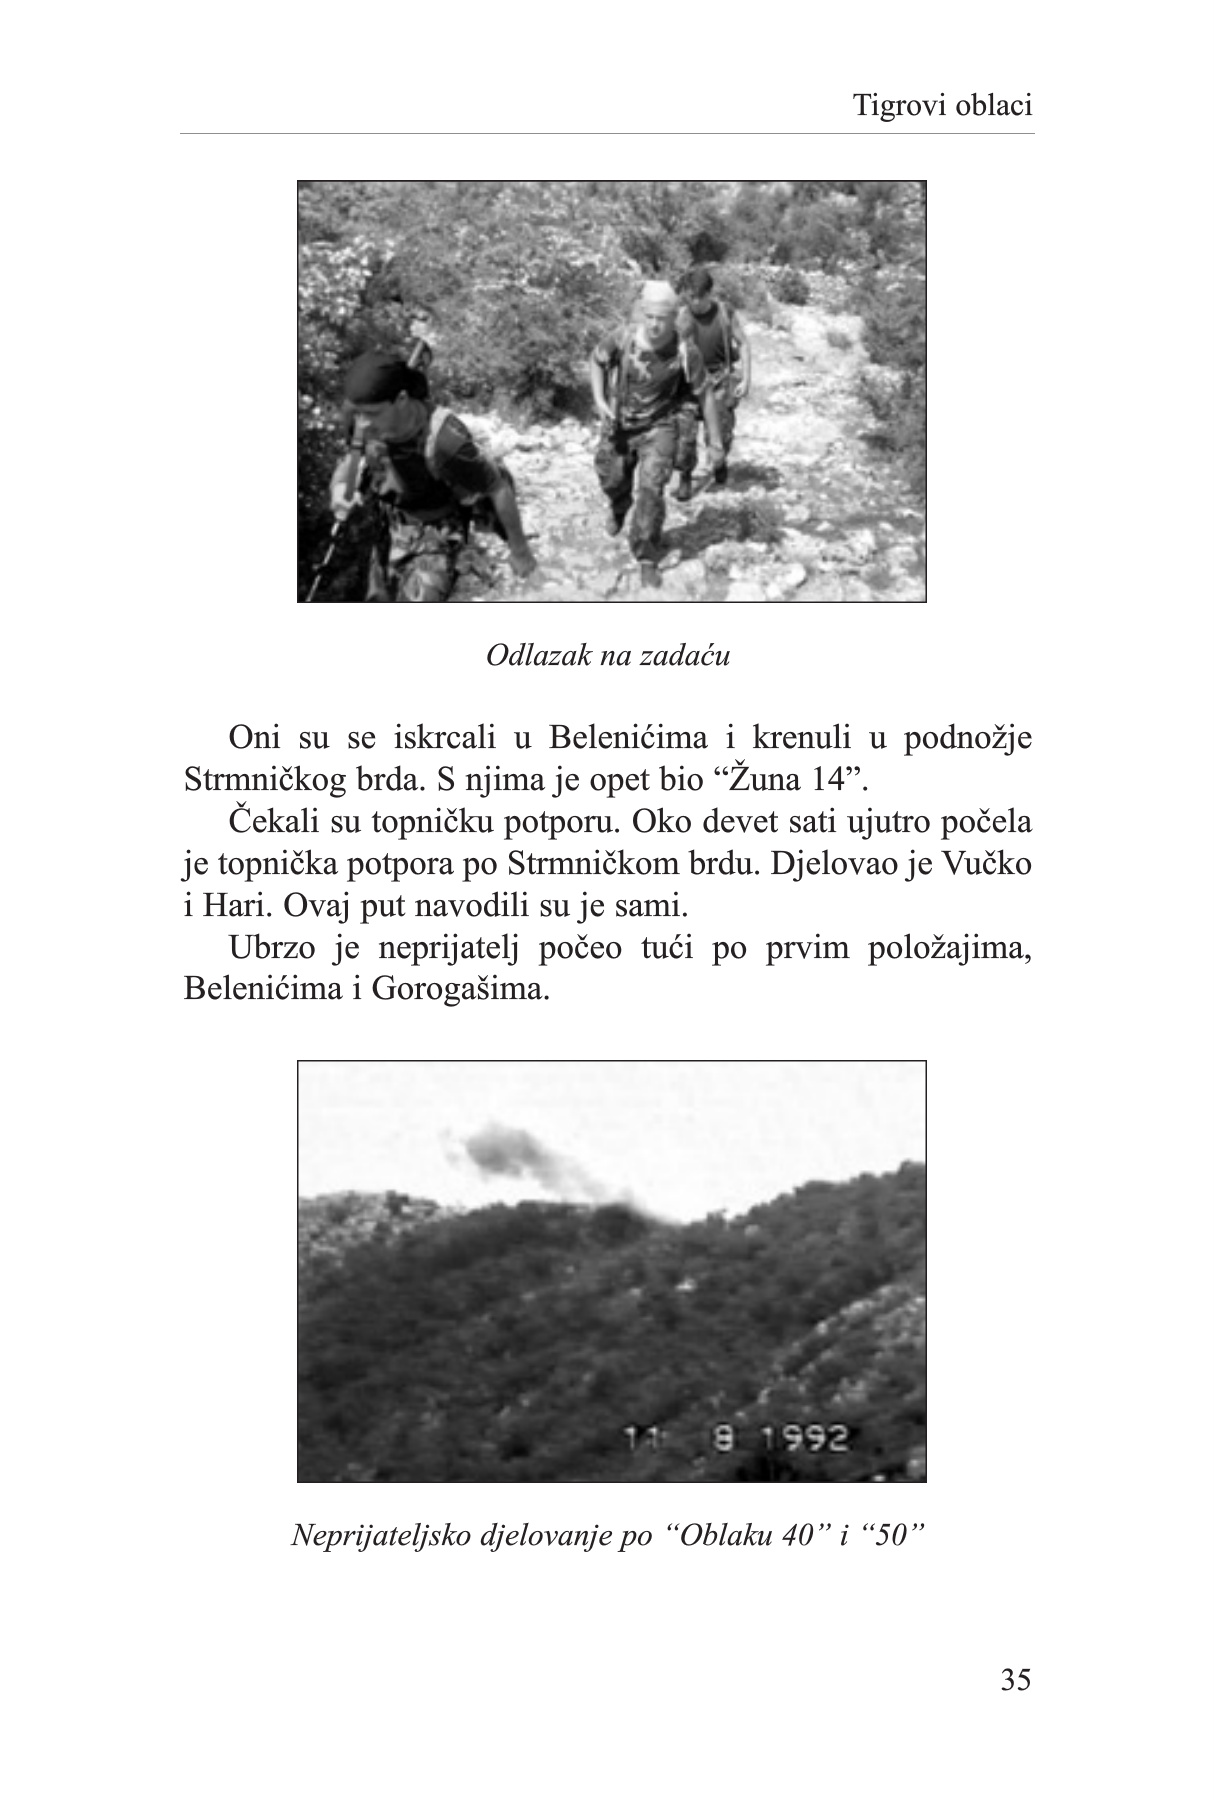 Tigrovi oblaci
Odlazak na zadaću
Oni su se iskrcali u Belenićima i krenuli u podnožje
Strmničkog brda. S njima je opet bio “Žuna 14”.
Čekali su topničku potporu. Oko devet sati ujutro počela
je topnička potpora po Strmničkom brdu. Djelovao je Vučko
i Hari. Ovaj put navodili su je sami.
Ubrzo je neprijatelj počeo tući po prvim položajima,
Belenićima i Gorogašima.
11 8 1992
Neprijateljsko djelovanje po “Oblaku 40” i “50”
35